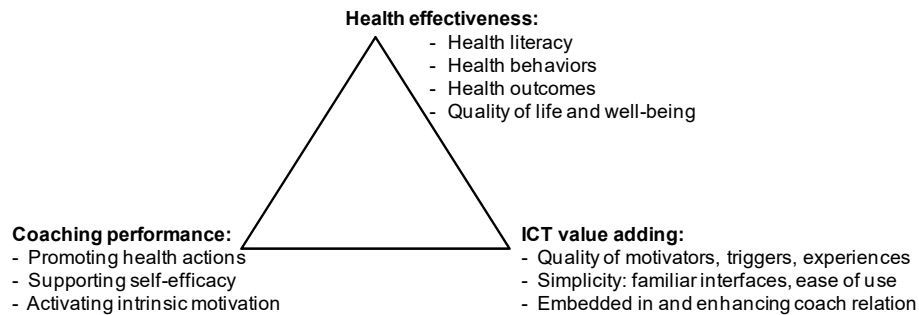 Health effectiveness:
- Health literacy
- Health behaviors
- Health outcomes
- Quality of life and well-being
Coaching performance:
- Promoting health actions
- Supporting self-efficacy
- Activating intrinsic motivation
ICT value adding:
- Quality of motivators, triggers, experiences
- Simplicity: familiar interfaces, ease of use
- Embedded in and enhancing coach relation